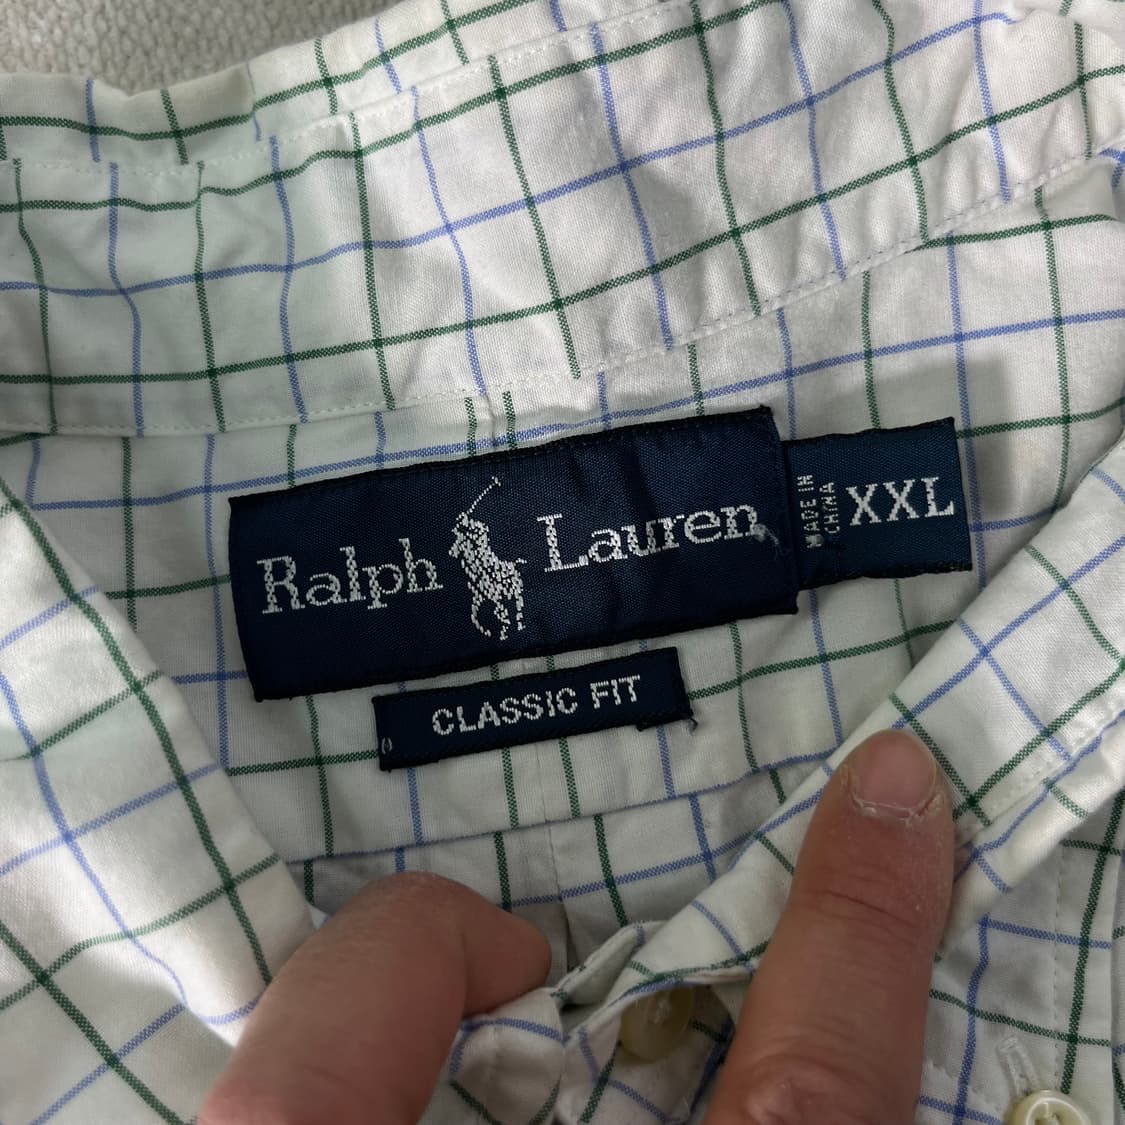 Ralph Lauren
MADE IN
CHINA
XXL
CLASSIC FIT